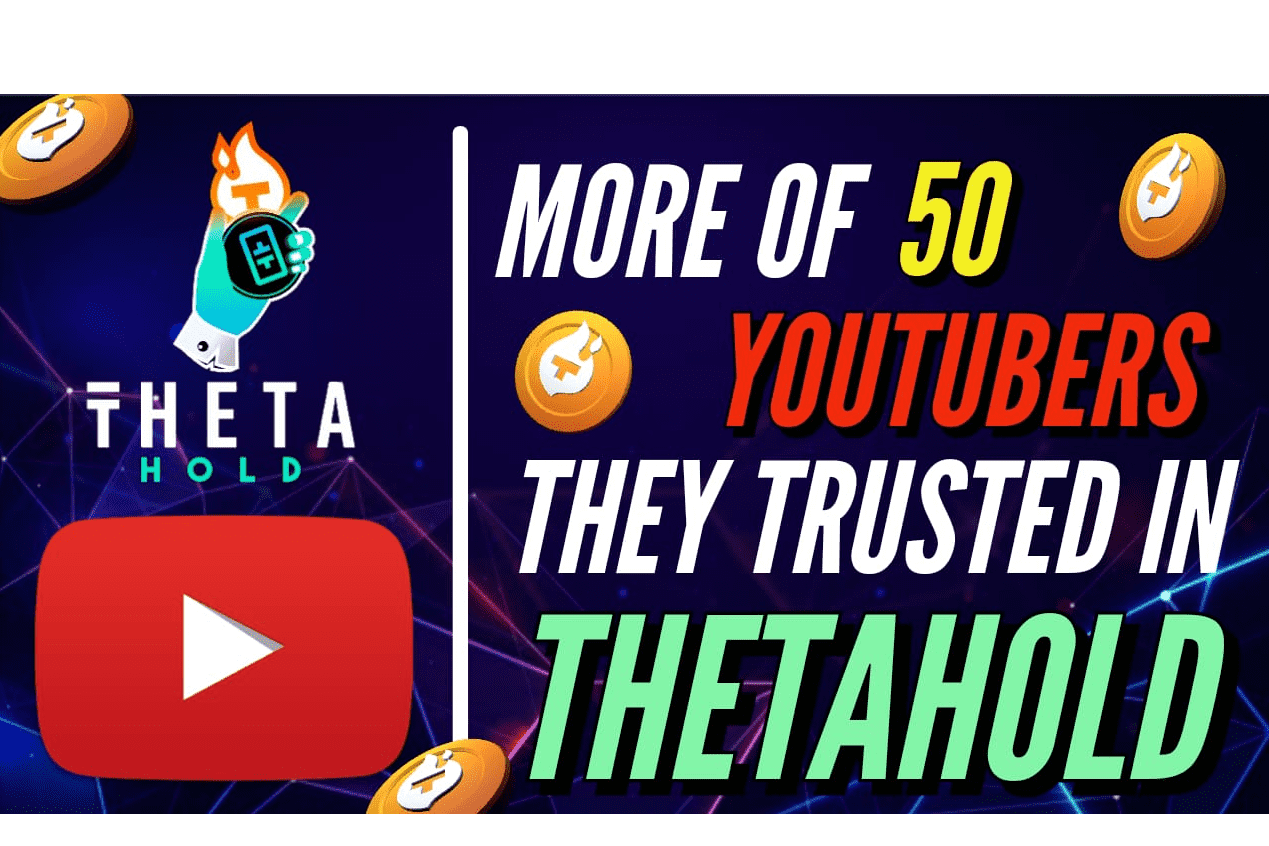 THETA
HOLD
MORE OF 50
YOUTUBERS
THEY TRUSTED IN
THETAHOLD